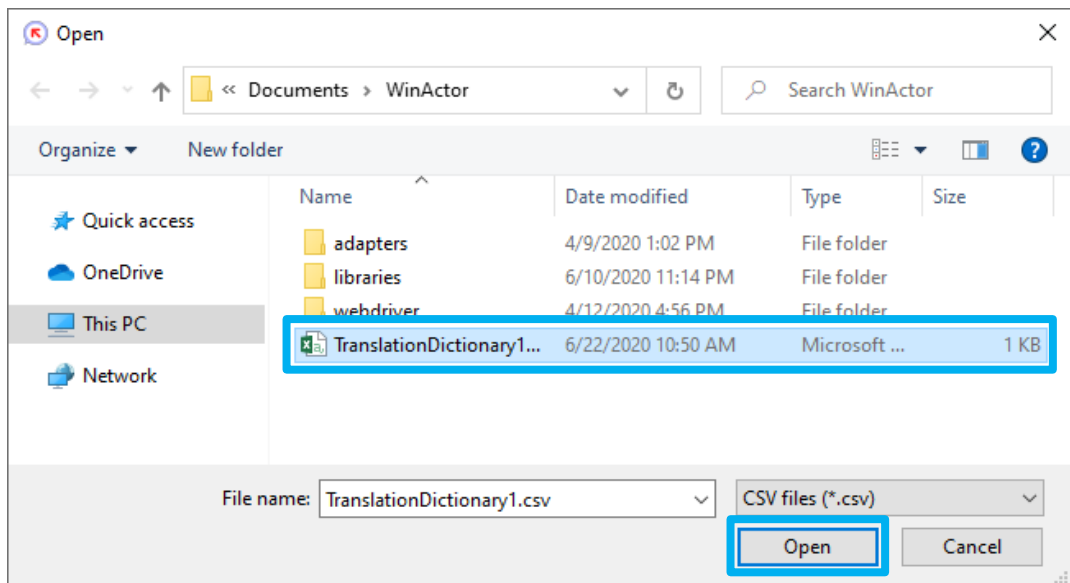 Open
« Documents › WinActor Search WinActor
Organize New folder
Name Date modified Type Size
Quick access
OneDrive
This PC
Network
adapters 4/9/2020 1:02 PM File folder
libraries 6/10/2020 11:14 PM File folder
webdriver 4/12/2020 4:56 PM File folder
TranslationDictionary1... 6/22/2020 10:50 AM Microsoft ... 1 KB
File name: TranslationDictionary1.csv CSV files (*.csv)
Open Cancel